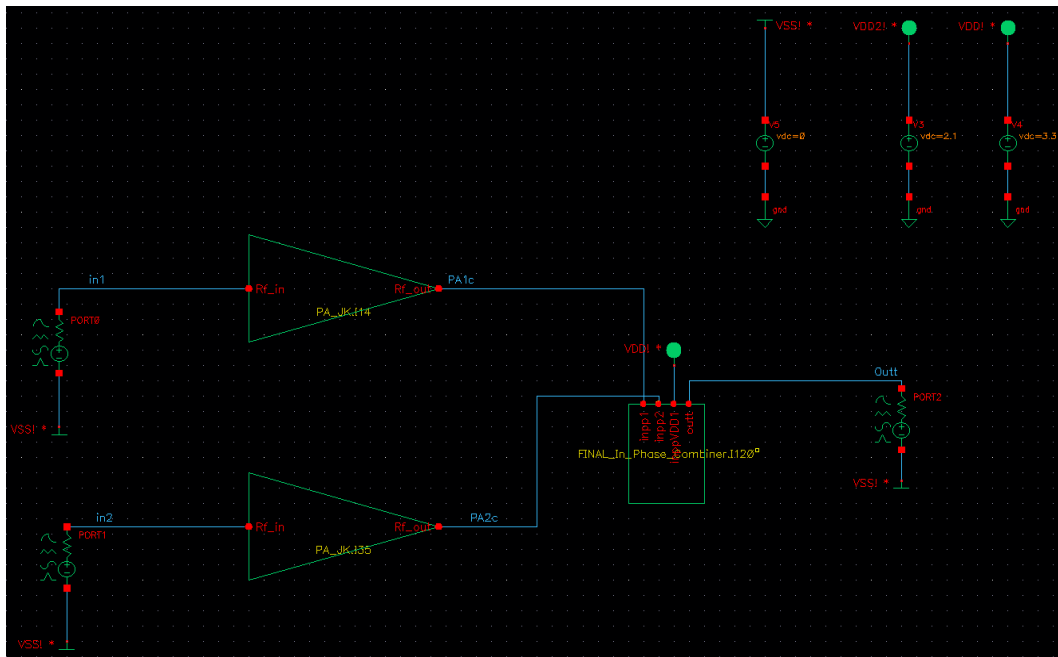 VSS! *
VDD2! *
VDD! *
V5
vdc=0
V3
vdc=2.1
V4
vdc=3.3
gnd
gnd
gnd
in1
Rf_in
Rf_out
PA1c
PA_JK.I14
PORT0
VSS! *
VDD! *
Outt
PORT2
inpp1
inpp2
outt
FINAL_In_Phase_Combiner.I120
VSS! *
in2
Rf_in
Rf_out
PA2c
PA_JK.I35
PORT1
VSS! *